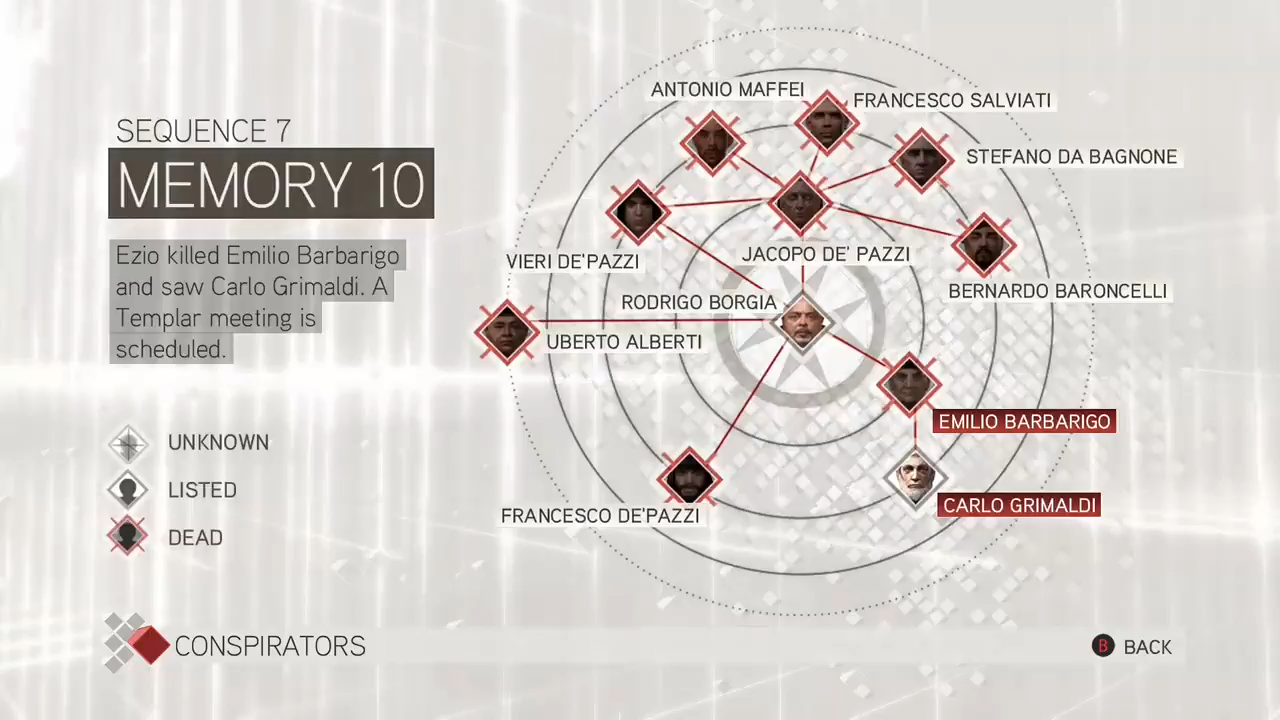 SEQUENCE 7
MEMORY 10
Ezio killed Emilio Barbarigo
and saw Carlo Grimaldi. A
Templar meeting is
scheduled.
UNKNOWN
LISTED
DEAD
ANTONIO MAFFEI
FRANCESCO SALVIATI
STEFANO DA BAGNONE
VIERI DE'PAZZI
JACOPO DE' PAZZI
BERNARDO BARONCELLI
RODRIGO BORGIA
UBERTO ALBERTI
EMILIO BARBARIGO
CARLO GRIMALDI
FRANCESCO DE'PAZZI
CONSPIRATORS
B BACK